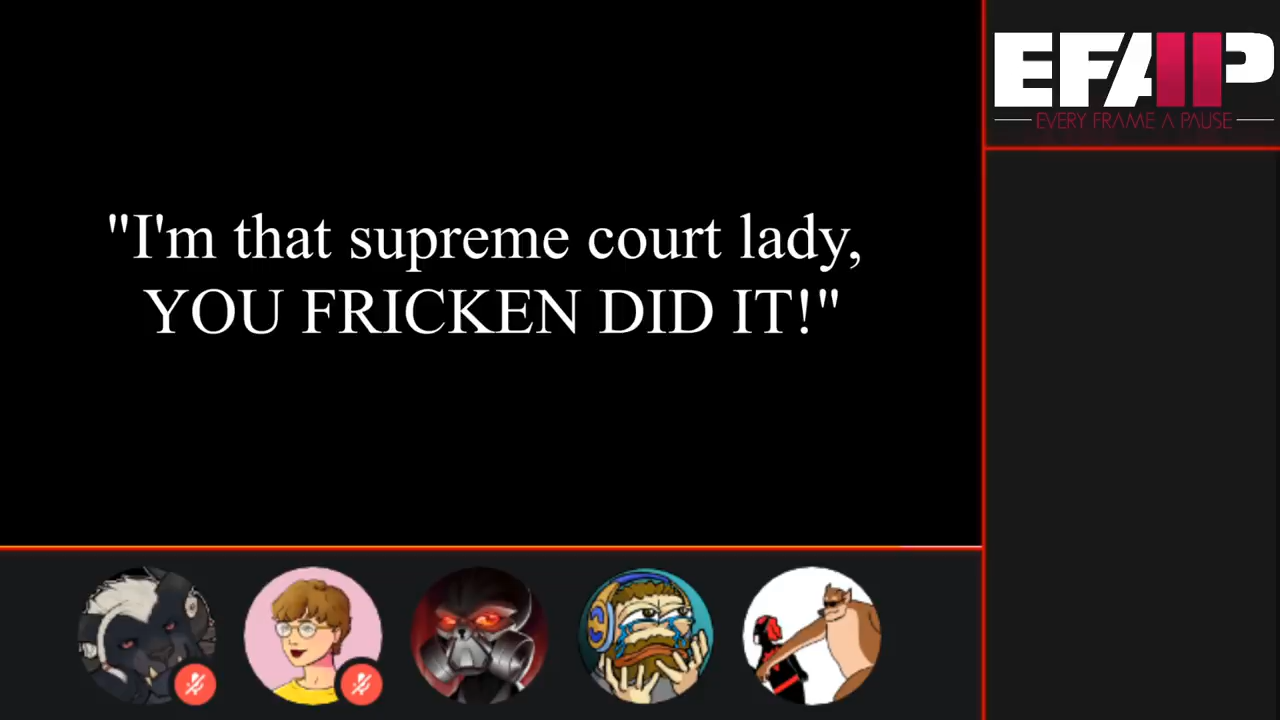 EFAP
EVERY FRAME A PAUSE
"I'm that supreme court lady,
YOU FRICKEN DID IT!"